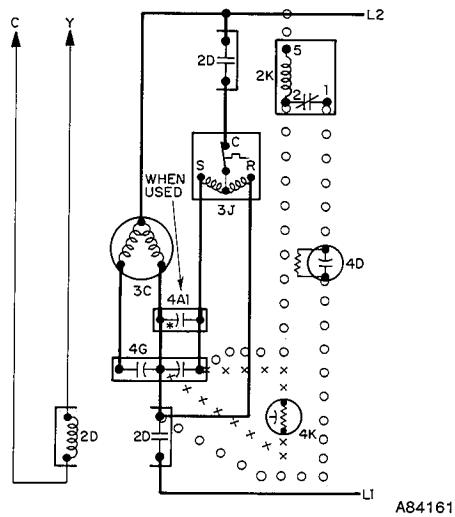 C
Y
L2
2D
5
2K
2
1
C
S
R
WHEN
USED
3J
4D
3C
4A1
*
4G
2D
2D
4K
L1
A84161